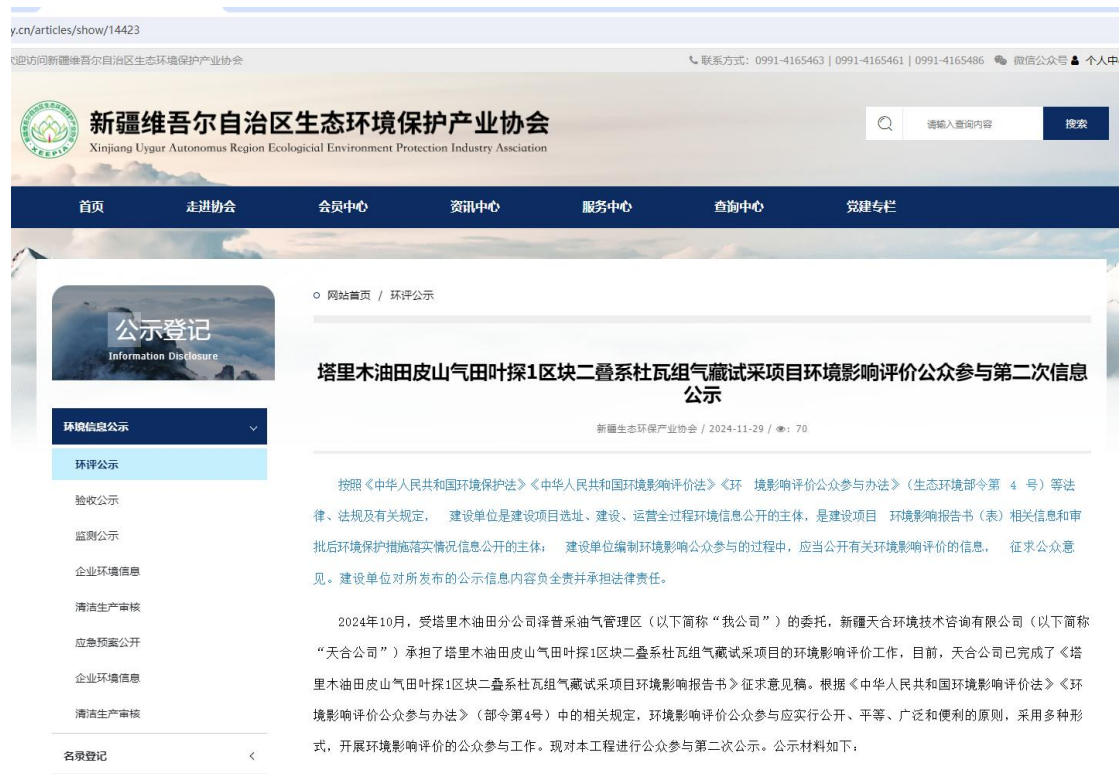 y.cn/articles/show/14423
欢迎访问新疆维吾尔自治区生态环境保护产业协会
联系方式：0991-4165463 | 0991-4165461 | 0991-4165486 微信公众号 个人中
新疆维吾尔自治区生态环境保护产业协会
Xinjiang Uygur Autonomus Region Ecologicial Environment Protection Industry Assciation
请输入查询内容
搜索
首页 走进协会 会员中心 资讯中心 服务中心 查询中心 党建专栏
公示登记
Information Disclosure
环境信息公示
环评公示
验收公示
监测公示
企业环境信息
清洁生产审核
应急预案公开
企业环境信息
清洁生产审核
名录登记
网站首页 / 环评公示
塔里木油田皮山气田叶探1区块二叠系杜瓦组气藏试采项目环境影响评价公众参与第二次信息
公示
新疆生态环保产业协会 / 2024-11-29 / : 70
按照《中华人民共和国环境保护法》《中华人民共和国环境影响评价法》《环 境影响评价公众参与办法》（生态环境部令第 4 号）等法
律、法规及有关规定， 建设单位是建设项目选址、建设、运营全过程环境信息公开的主体，是建设项目 环境影响报告书（表）相关信息和审
批后环境保护措施落实情况信息公开的主体； 建设单位编制环境影响公众参与的过程中，应当公开有关环境影响评价的信息， 征求公众意
见。建设单位对所发布的公示信息内容负全责并承担法律责任。
2024年10月，受塔里木油田分公司泽普采油气管理区（以下简称“我公司”）的委托，新疆天合环境技术咨询有限公司（以下简称
“天合公司”）承担了塔里木油田皮山气田叶探1区块二叠系杜瓦组气藏试采项目的环境影响评价工作，目前，天合公司已完成了《塔
里木油田皮山气田叶探1区块二叠系杜瓦组气藏试采项目环境影响报告书》征求意见稿。根据《中华人民共和国环境影响评价法》《环
境影响评价公众参与办法》（部令第4号）中的相关规定，环境影响评价公众参与应实行公开、平等、广泛和便利的原则，采用多种形
式，开展环境影响评价的公众参与工作。现对本工程进行公众参与第二次公示。公示材料如下：